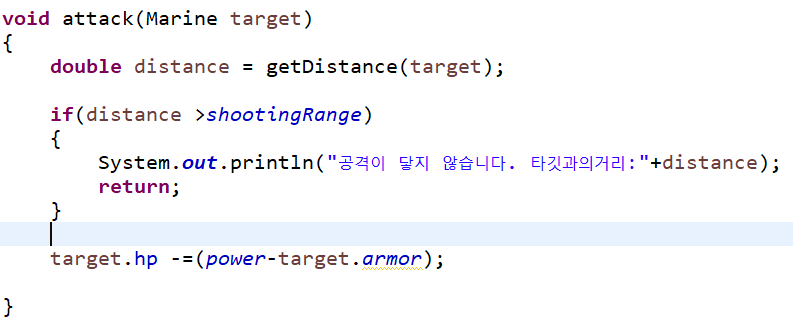 void attack(Marine target)
{
    double distance = getDistance(target);
    if(distance >shootingRange)
    {
        System.out.println("공격이 닿지 않습니다. 타깃과의거리:"+distance);
        return;
    }
    target.hp -=(power-target.armor);
}